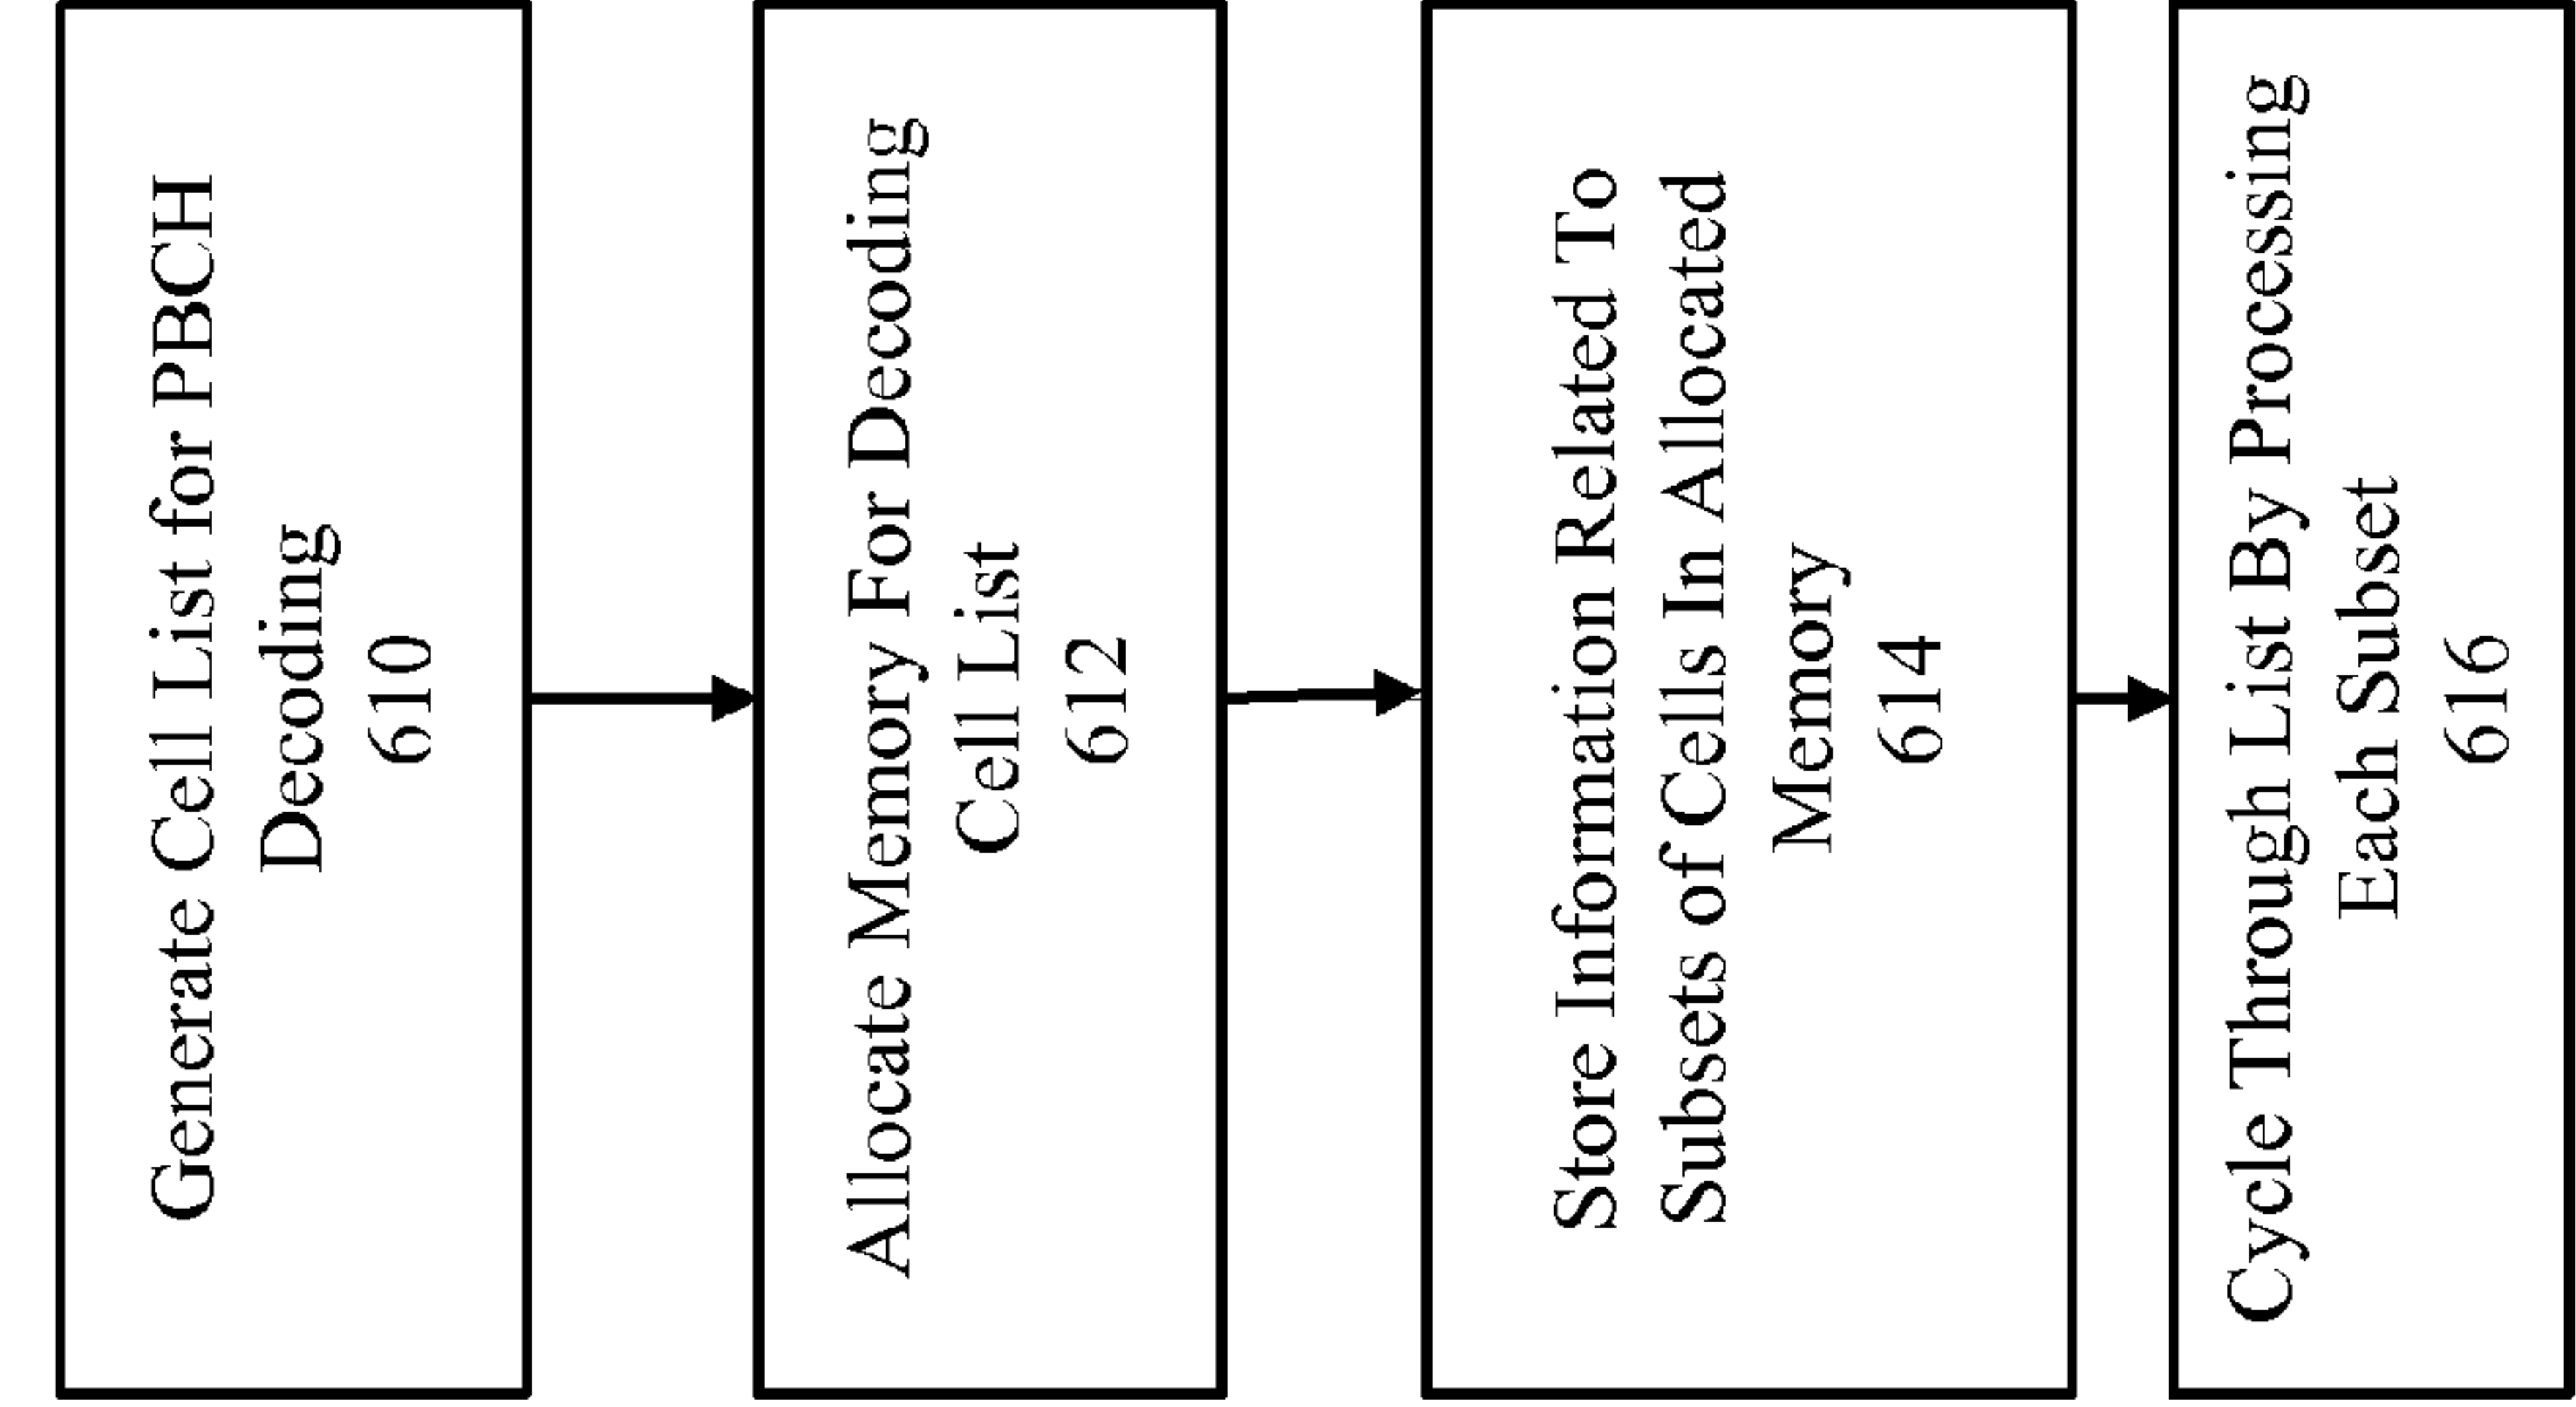 Generate Cell List for PBCH
Decoding
610
Allocate Memory For Decoding
Cell List
612
Store Information Related To
Subsets of Cells In Allocated
Memory
614
Cycle Through List By Processing
Each Subset
616